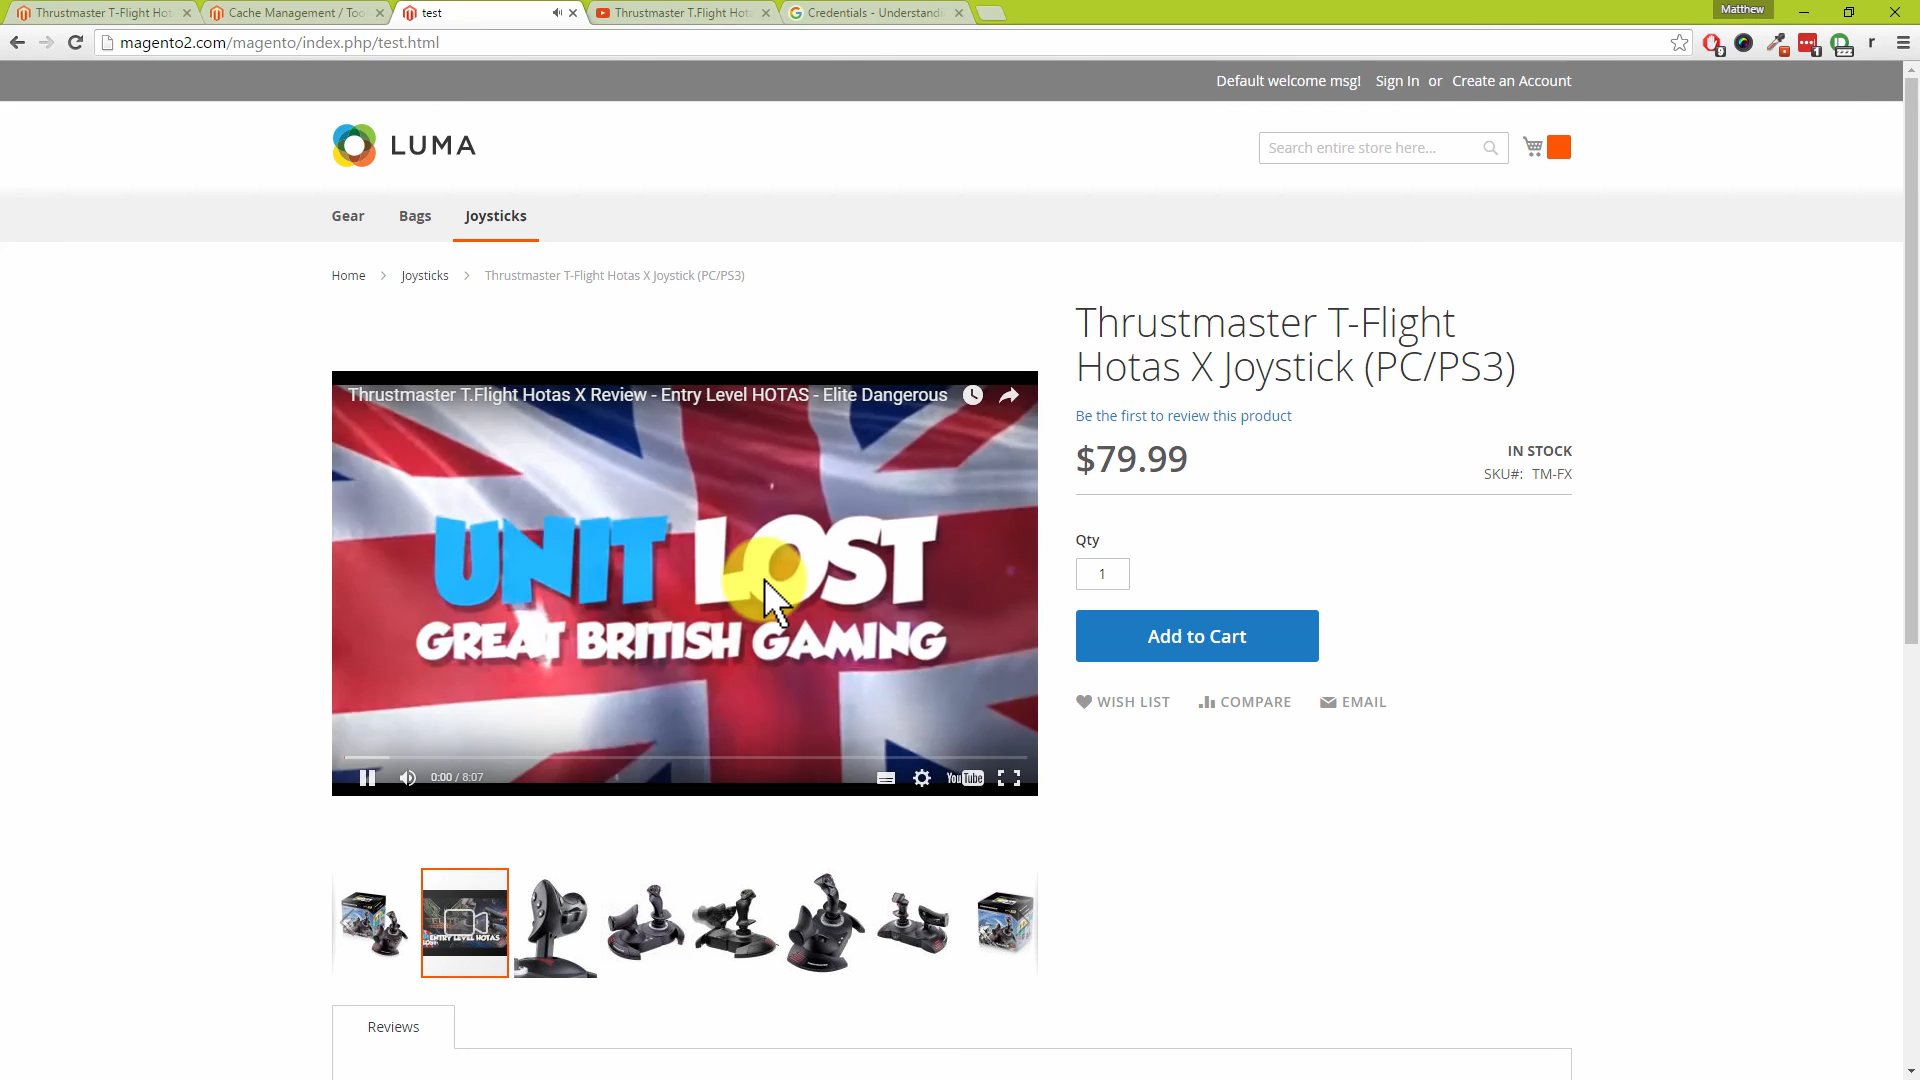 Thrustmaster T-Flight Hot
Cache Management / Too
test
Thrustmaster T.Flight Hot
Credentials - Understand
Matthew
magento2.com/magento/index.php/test.html
Default welcome msg! Sign In or Create an Account
LUMA
Search entire store here...
Gear Bags Joysticks
Home > Joysticks > Thrustmaster T-Flight Hotas X Joystick (PC/PS3)
Thrustmaster T-Flight
Hotas X Joystick (PC/PS3)
Be the first to review this product
$79.99
IN STOCK
SKU#: TM-FX
Qty
1
Add to Cart
WISH LIST COMPARE EMAIL
Thrustmaster T.Flight Hotas X Review - Entry Level HOTAS - Elite Dangerous
UNIT LOST
GREAT BRITISH GAMING
0:00 / 8:07
YouTube
ENTRY LEVEL HOTAS
Reviews